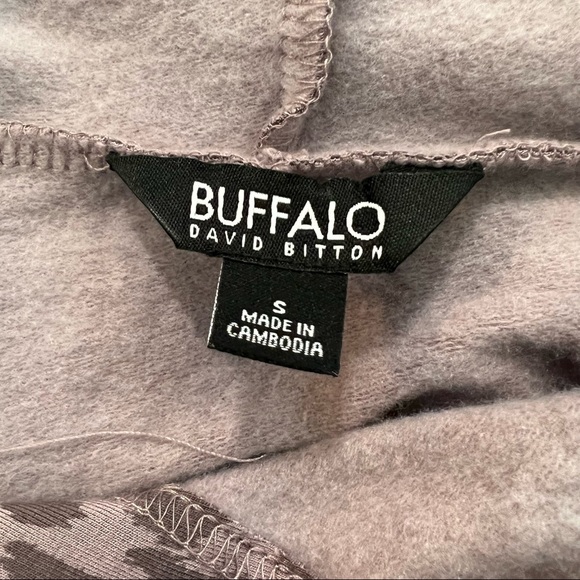 BUFFALO
DAVID BITTON
S
MADE IN
CAMBODIA